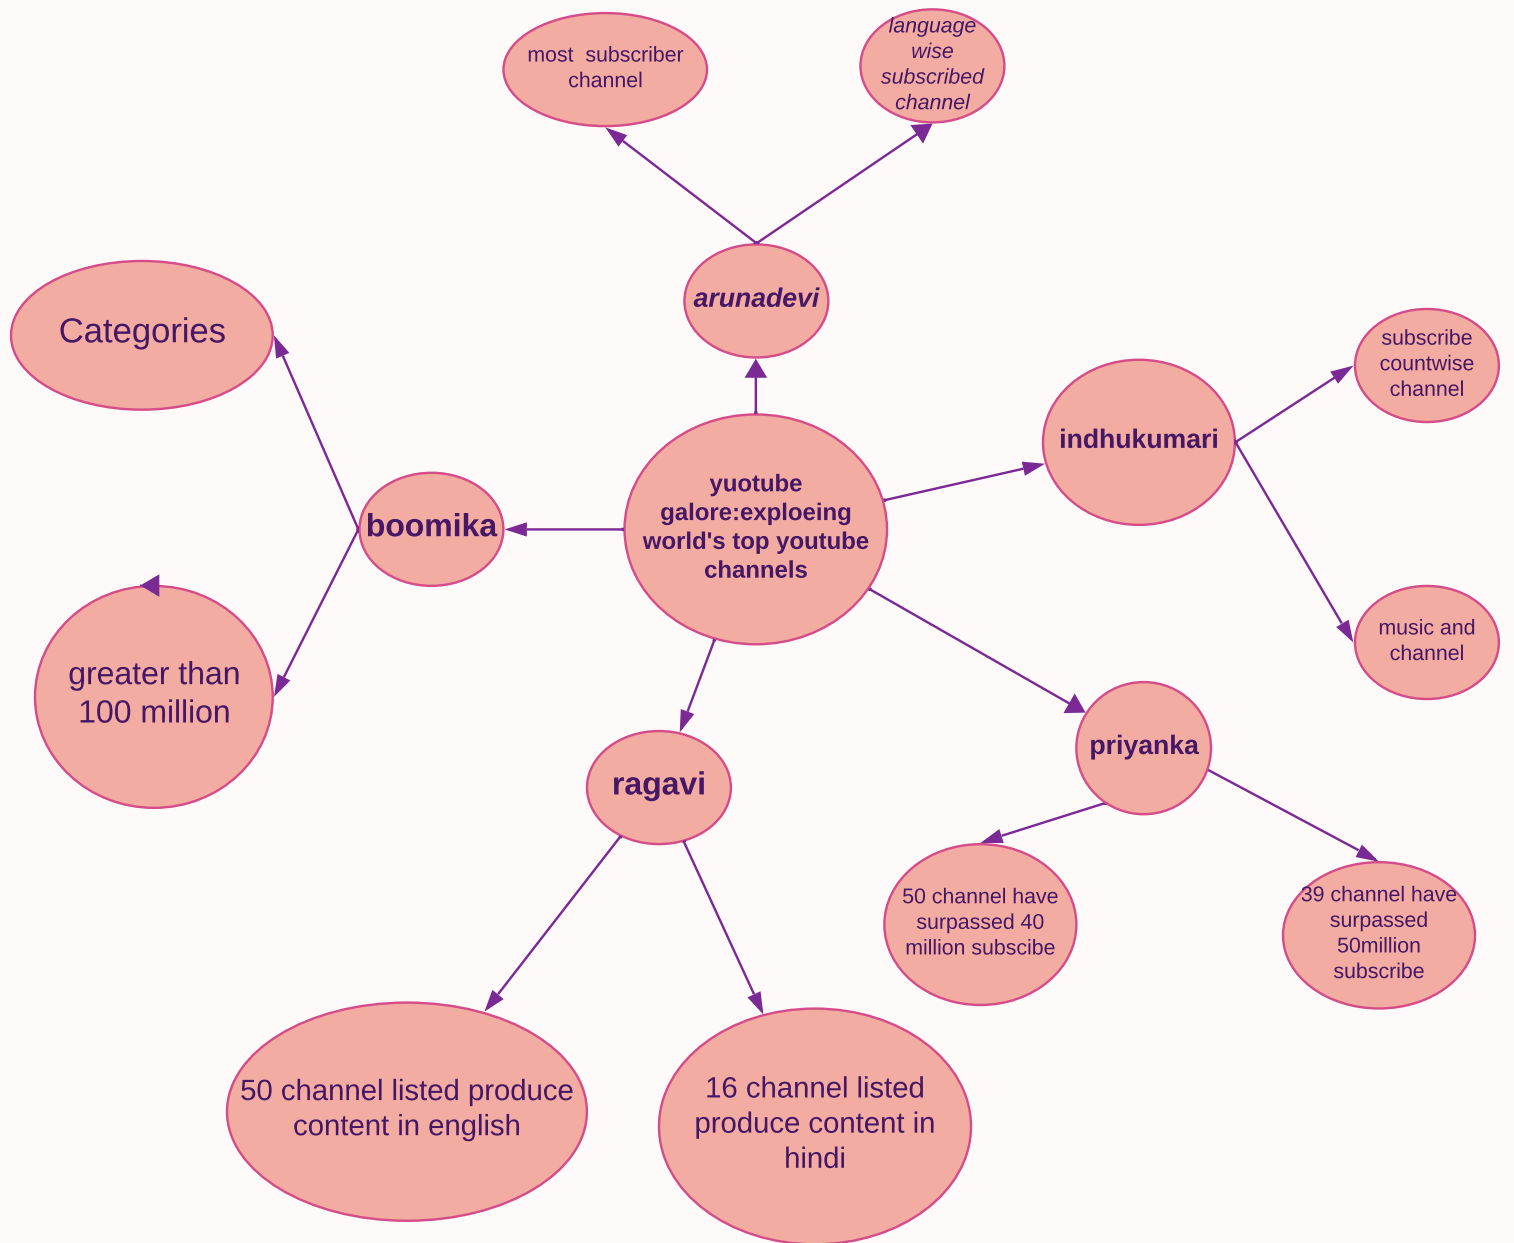 most  subscriber
channel
language
wise
subscribed
channel
arunadevi
Categories
subscribe
countwise
channel
indhukumari
yuotube
galore:exploeing
world's top youtube
channels
boomika
greater than
100 million
music and
channel
priyanka
ragavi
50 channel have
surpassed 40
million subscibe
39 channel have
surpassed
50million
subscribe
50 channel listed produce
content in english
16 channel listed
produce content in
hindi